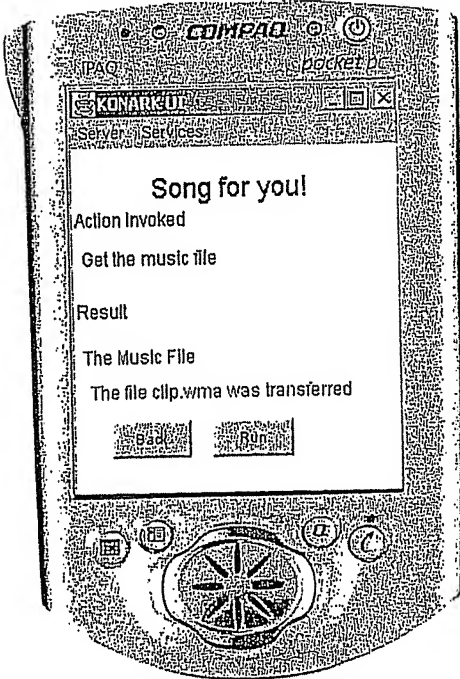 COMPAQ
iPAQ pocket pc
KONARK UI
Server Services
Song for you!
Action Invoked
Get the music file
Result
The Music File
The file clip.wma was transferred
Back Run